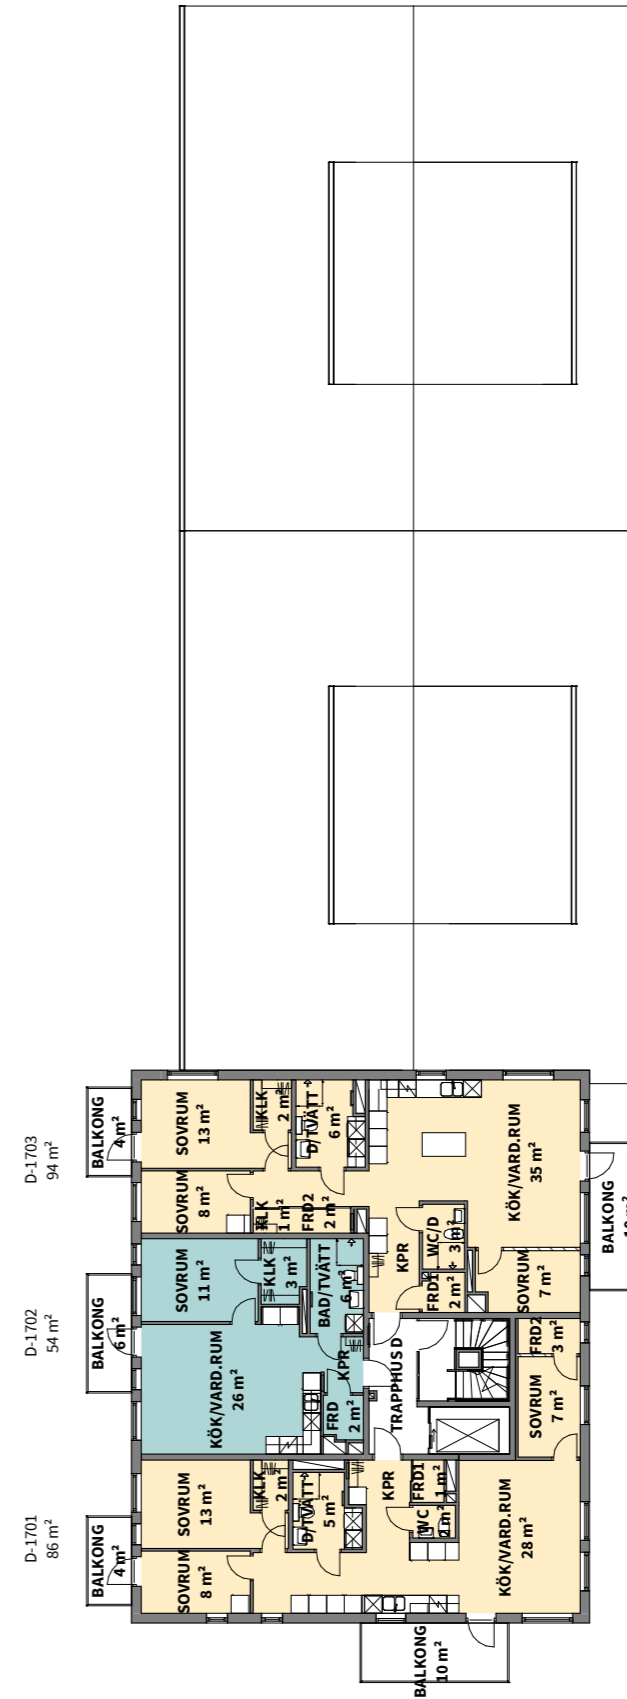 D-1703
94 m²
BALKONG
4 m²
SOVRUM
13 m²
KLK
2 m²
D/TVÄTT
6 m²
KÖK/VARD.RUM
35 m²
SOVRUM
8 m²
KLK
1 m²
FRD2
2 m²
KPR
WC/D
3 m²
FRD1
2 m²
SOVRUM
7 m²
BALKONG
D-1702
54 m²
BALKONG
6 m²
SOVRUM
11 m²
KLK
3 m²
BAD/TVÄTT
6 m²
KÖK/VARD.RUM
26 m²
KPR
FRD
2 m²
TRAPPHUS D
D-1701
86 m²
BALKONG
4 m²
SOVRUM
13 m²
KLK
2 m²
D/TVÄTT
5 m²
KPR
FRD1
1 m²
WC
2 m²
SOVRUM
7 m²
FRD2
3 m²
SOVRUM
8 m²
KÖK/VARD.RUM
28 m²
BALKONG
10 m²